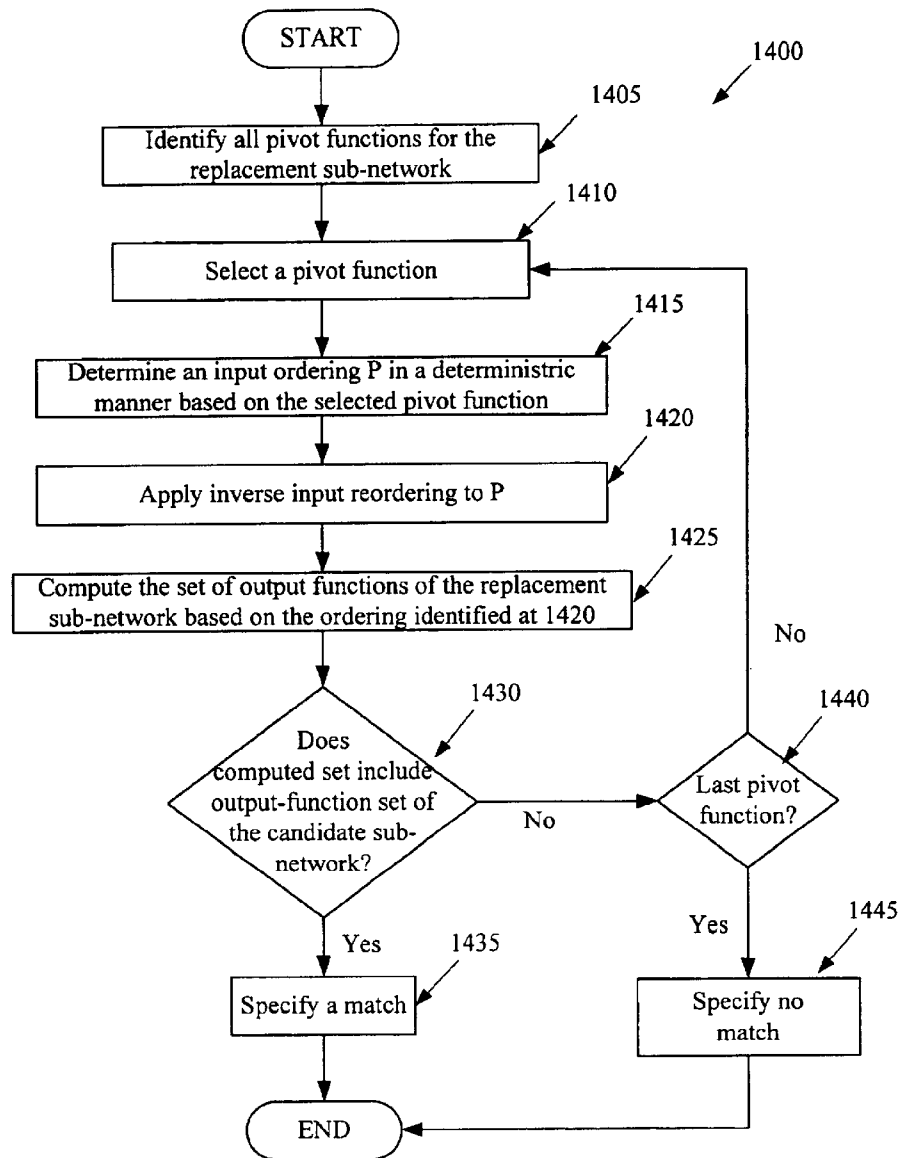 START
1400
1405
Identify all pivot functions for the
replacement sub-network
1410
Select a pivot function
1415
Determine an input ordering P in a deterministric
manner based on the selected pivot function
1420
Apply inverse input reordering to P
1425
Compute the set of output functions of the replacement
sub-network based on the ordering identified at 1420
No
1430
Does
computed set include
output-function set of
the candidate sub-
network?
No
1440
Last pivot
function?
Yes
1435
Specify a match
Yes
1445
Specify no
match
END